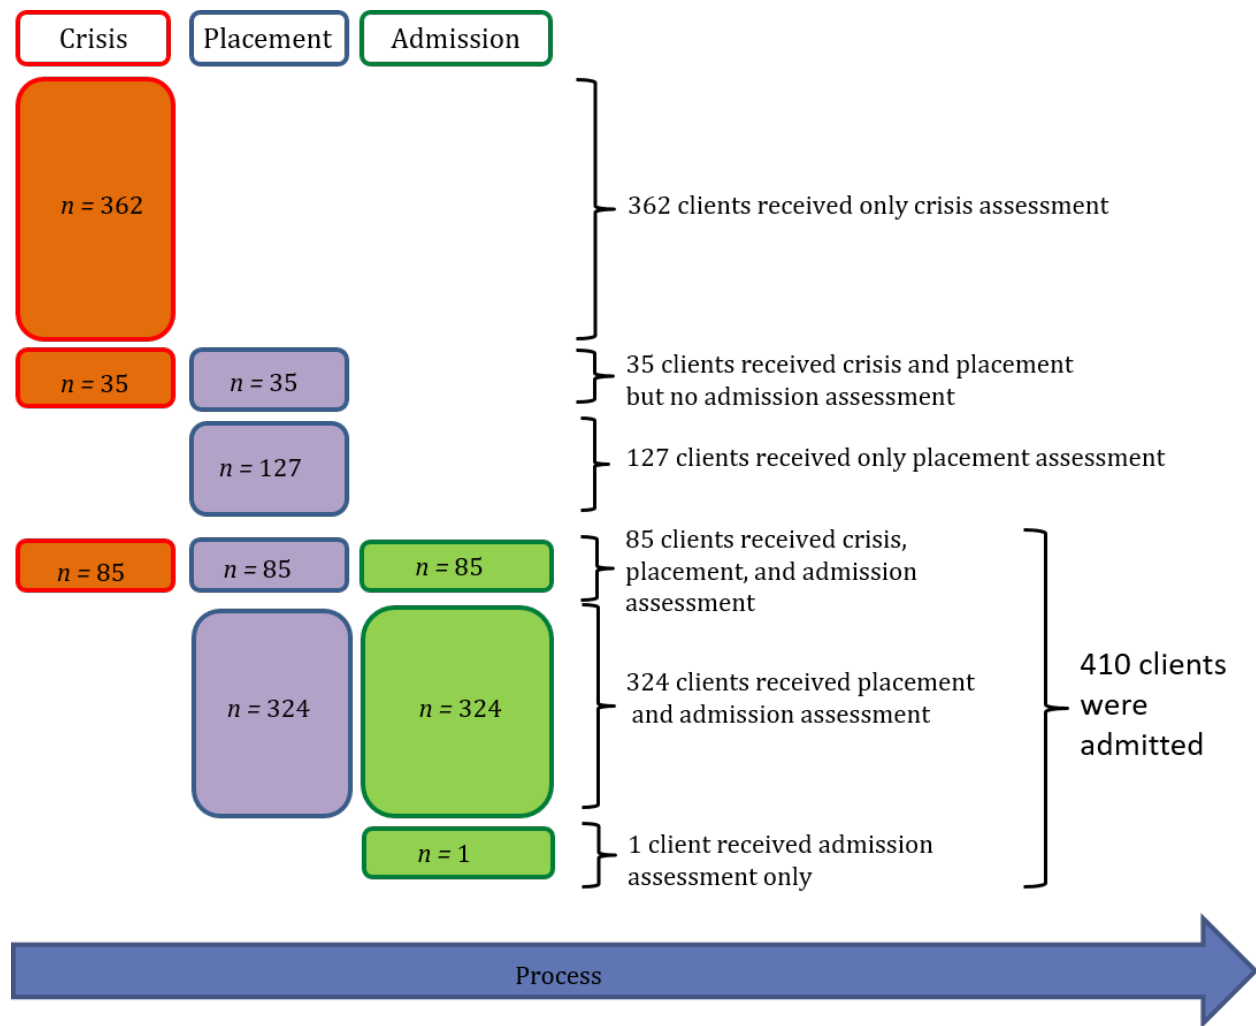 Crisis
Placement
Admission
n = 362
362 clients received only crisis assessment
n = 35
n = 35
35 clients received crisis and placement
but no admission assessment
n = 127
127 clients received only placement assessment
n = 85
n = 85
n = 85
85 clients received crisis,
placement, and admission
assessment
n = 324
n = 324
324 clients received placement
and admission assessment
410 clients
were
admitted
n = 1
1 client received admission
assessment only
Process